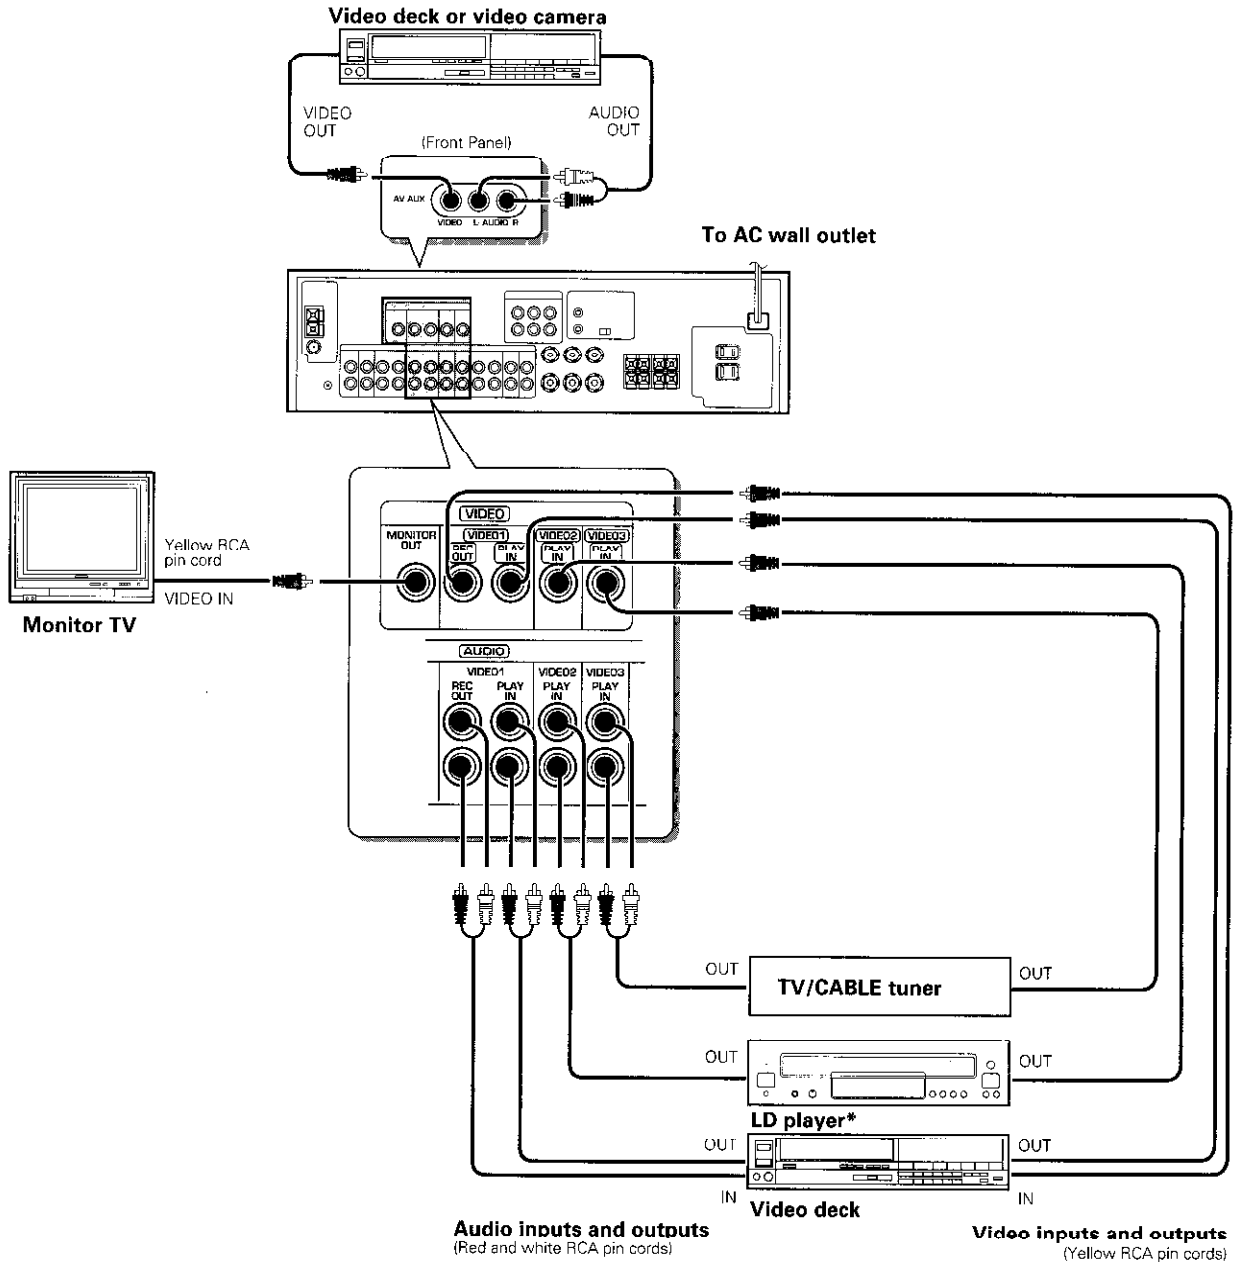 Video deck or video camera
VIDEO
OUT
AUDIO
OUT
(Front Panel)
AV AUX
VIDEO L AUDIO R
To AC wall outlet
VIDEO
MONITOR
OUT
VIDEO1
REC
OUT
PLAY
IN
VIDEO2
PLAY
IN
VIDEO3
PLAY
IN
Yellow RCA
pin cord
VIDEO IN
Monitor TV
AUDIO
VIDEO1
REC
OUT
PLAY
IN
VIDEO2
PLAY
IN
VIDEO3
PLAY
IN
OUT
TV/CABLE tuner
OUT
OUT
OUT
LD player*
OUT
OUT
IN
Video deck
IN
Audio inputs and outputs
(Red and white RCA pin cords)
Video inputs and outputs
(Yellow RCA pin cords)